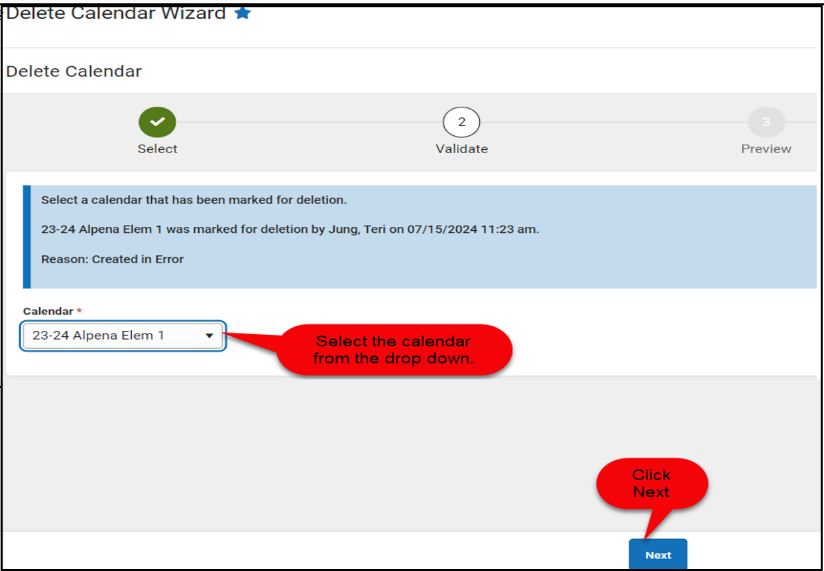 Delete Calendar Wizard
Delete Calendar
2
3
Select
Validate
Preview
Select a calendar that has been marked for deletion.
23-24 Alpena Elem 1 was marked for deletion by Jung, Teri on 07/15/2024 11:23 am.
Reason: Created in Error
Calendar *
23-24 Alpena Elem 1
Select the calendar
from the drop down.
Click
Next
Next